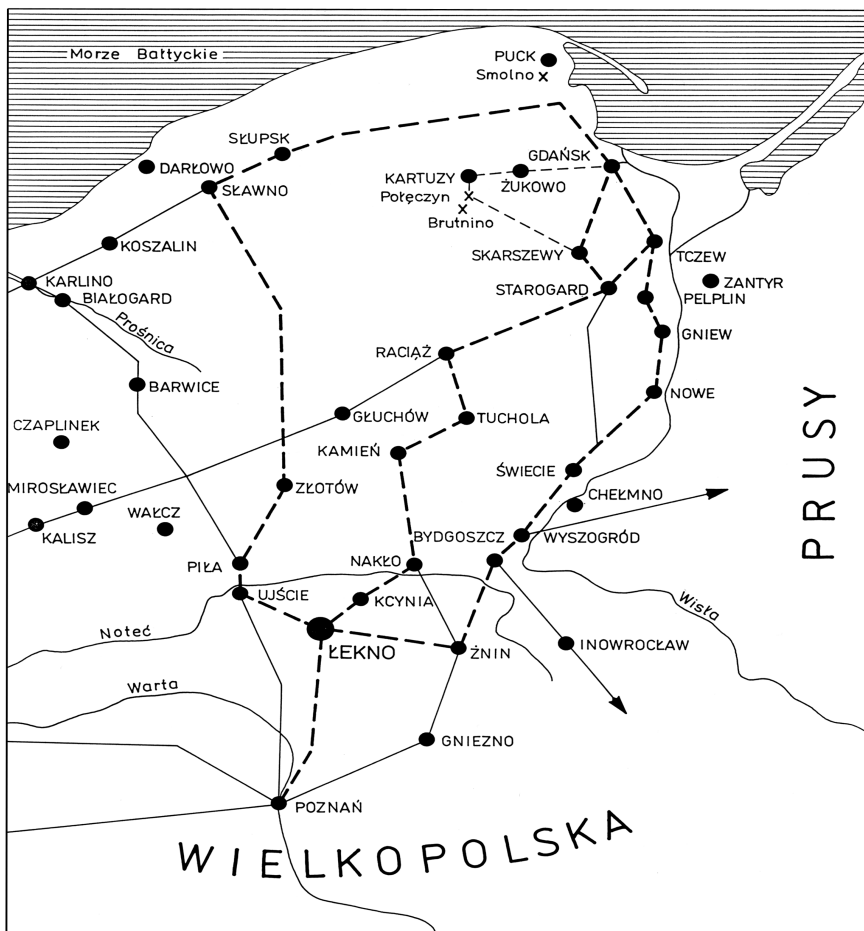 Morze Bałtyckie
PUCK
Smolno
SŁUPSK
GDAŃSK
DARŁOWO
KARTUZY
ŻUKOWO
SŁAWNO
Połęczyn
Brutnino
KOSZALIN
SKARSZEWY
TCZEW
KARLINO
STAROGARD
ZANTYR
BIAŁOGARD
PELPLIN
Prośnica
GNIEW
RACIĄŻ
BARWICE
NOWE
PRUSY
GŁUCHÓW
TUCHOLA
CZAPLINEK
KAMIEŃ
ŚWIECIE
MIROSŁAWIEC
ZŁOTÓW
CHEŁMNO
WAŁCZ
KALISZ
BYDGOSZCZ
WYSZOGRÓD
PIŁA
NAKŁO
UJŚCIE
KCYNIA
Wisła
Noteć
ŁEKNO
ŻNIN
INOWROCŁAW
Warta
GNIEZNO
POZNAŃ
WIELKOPOLSKA